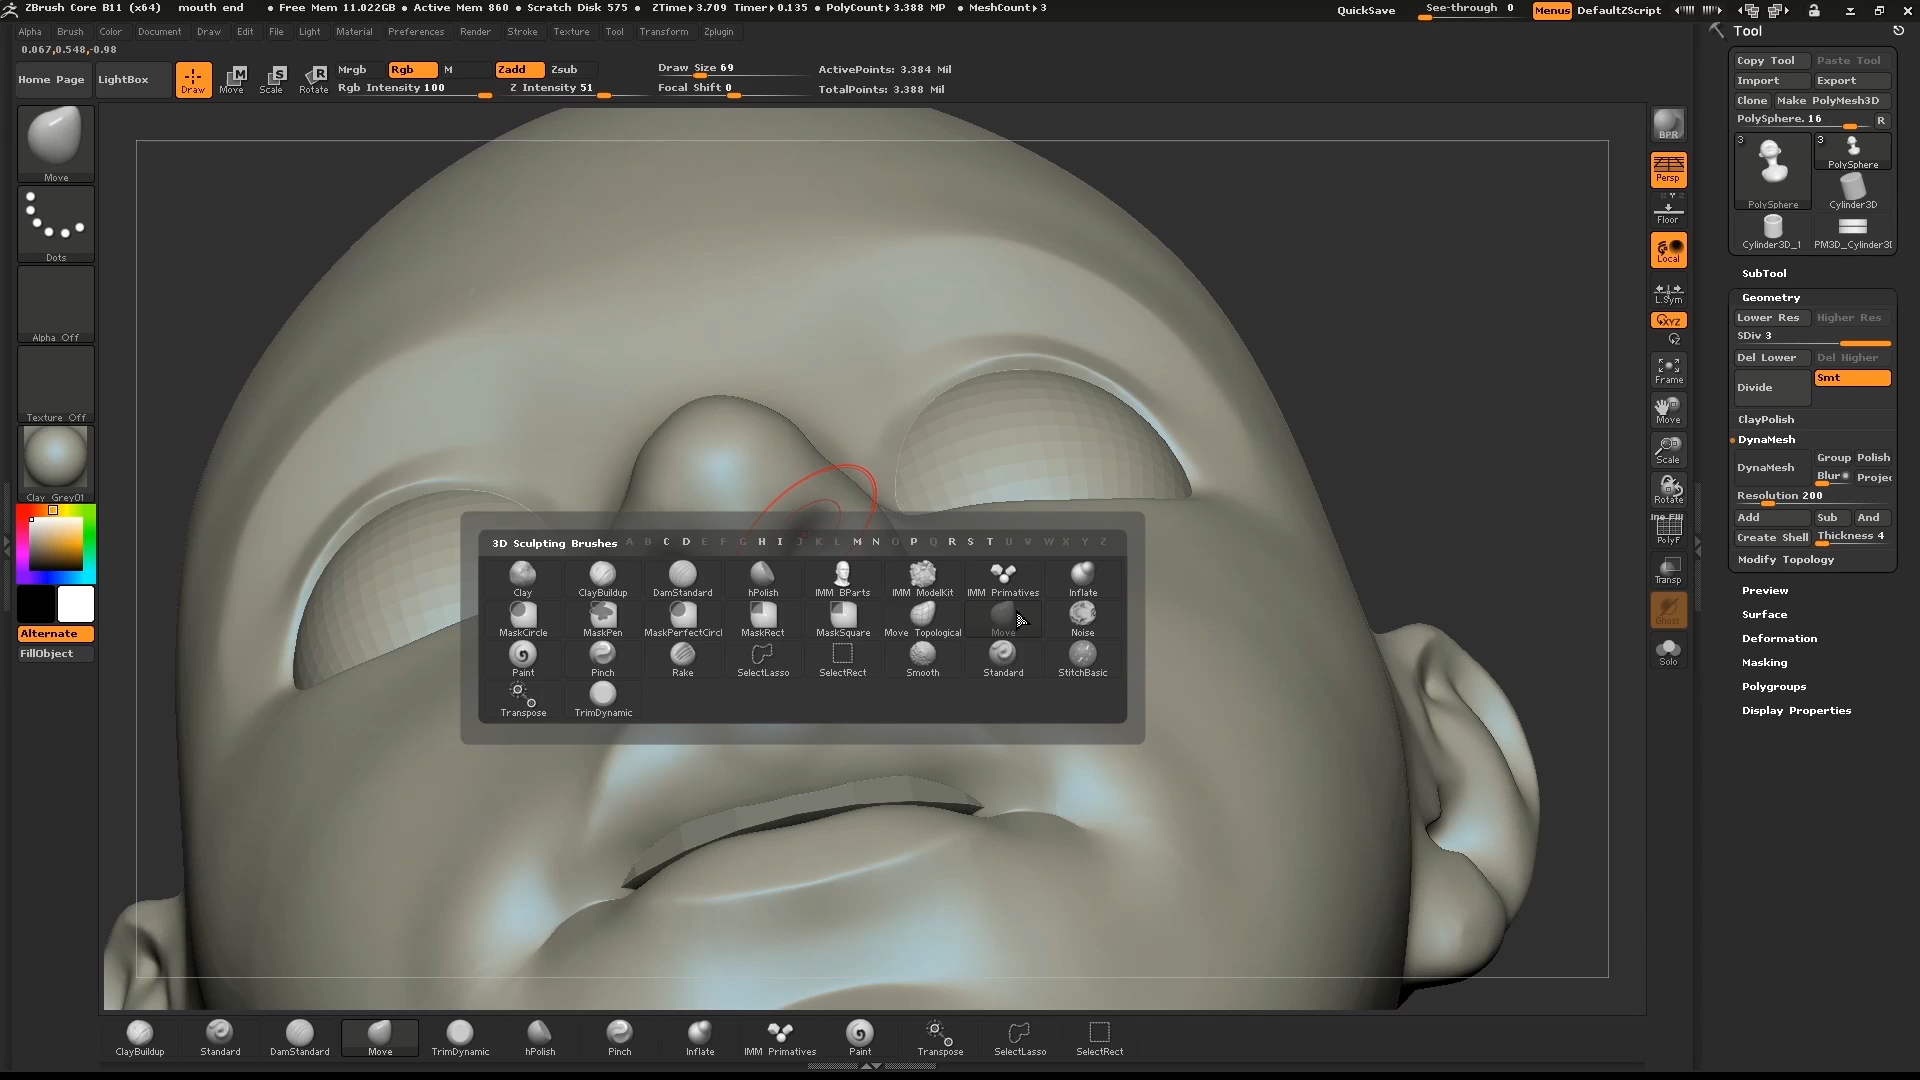 ZBrush Core B11 (x64) mouth end • Free Mem 11.022GB • Active Mem 860 • Scratch Disk 575 • ZTime▸3.709 Timer▸0.135 • PolyCount▸3.388 MP • MeshCount▸3 QuickSave See-through 0 Menus DefaultZScript
Alpha Brush Color Document Draw Edit File Light Layer Material Preferences Render Stroke Texture Tool Transform Zplugin
0.067,0.548,-0.98
Home Page LightBox Draw Move Scale Rotate
Mrgb Rgb M Zadd Zsub
Rgb Intensity 100 Z Intensity 51
Draw Size 69
Focal Shift 0
ActivePoints: 3.384 Mil
TotalPoints: 3.388 Mil
Move
Dots
Alpha Off
Texture Off
Clay_Grey01
Alternate
FillObject
3D Sculpting Brushes A B C D E F G H I J K L M N O P Q R S T U V W X Y Z
Clay ClayBuildup DamStandard hPolish IMM BParts IMM ModelKit IMM Primatives Inflate
MaskCircle MaskPen MaskPerfectCircl MaskRect MaskSquare Move Topological Move Noise
Paint Pinch Rake SelectLasso SelectRect Smooth Standard StitchBasic
Transpose TrimDynamic
ClayBuildup Standard DamStandard Move TrimDynamic hPolish Pinch Inflate IMM Primatives Paint Transpose SelectLasso SelectRect
BPR
Persp
Floor
Local
L.Sym
XYZ
Frame
Move
Scale
Rotate
ine Fill
PolyF
Transp
Ghost
Solo
Tool
Copy Tool Paste Tool
Import Export
Clone Make PolyMesh3D
PolySphere. 16 R
3 PolySphere
3 PolySphere
Cylinder3D
Cylinder3D_1 PM3D_Cylinder3D
SubTool
Geometry
Lower Res Higher Res
SDiv 3
Del Lower Del Higher
Divide Smt
ClayPolish
DynaMesh
DynaMesh Group Polish
Blur Projec
Resolution 200
Add Sub And
Create Shell Thickness 4
Modify Topology
Preview
Surface
Deformation
Masking
Polygroups
Display Properties